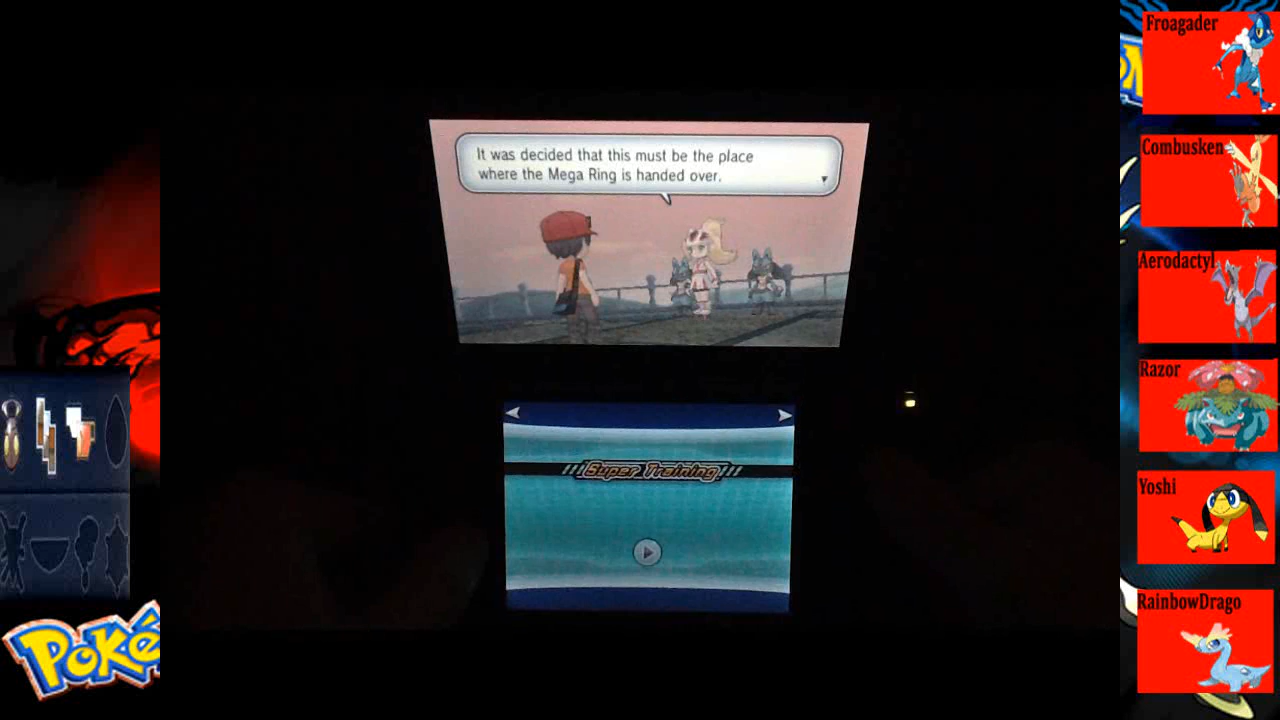 It was decided that this must be the place
where the Mega Ring is handed over.
Super Training
Froagader
Combusken
Aerodactyl
Razor
Yoshi
RainbowDrago
Poké